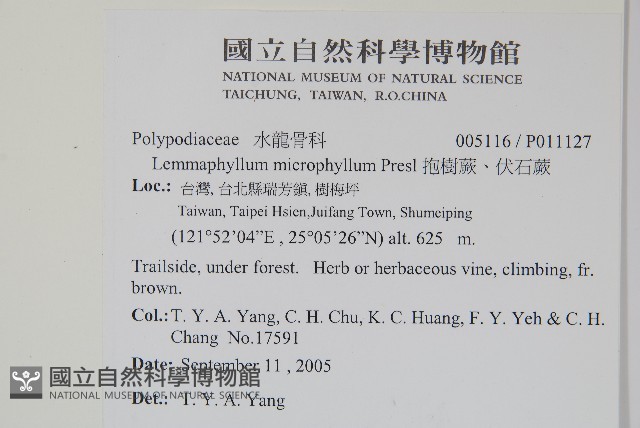 國立自然科學博物館
NATIONAL MUSEUM OF NATURAL SCIENCE
TAICHUNG, TAIWAN, R.O.CHINA
Polypodiaceae 水龍骨科 005116 / P011127
Lemmaphyllum microphyllum Presl 抱樹蕨、伏石蕨
Loc.: 台灣, 台北縣瑞芳鎮, 樹梅坪
Taiwan, Taipei Hsien,Juifang Town, Shumeiping
(121°52'04”E , 25°05'26”N) alt. 625 m.
Trailside, under forest. Herb or herbaceous vine, climbing, fr.
brown.
Col.: T. Y. A. Yang, C. H. Chu, K. C. Huang, F. Y. Yeh & C. H.
Chang No.17591
Date: September 11 , 2005
國立自然科學博物館
NATIONAL MUSEUM OF NATURAL SCIENCE
Det.: T. Y. A. Yang